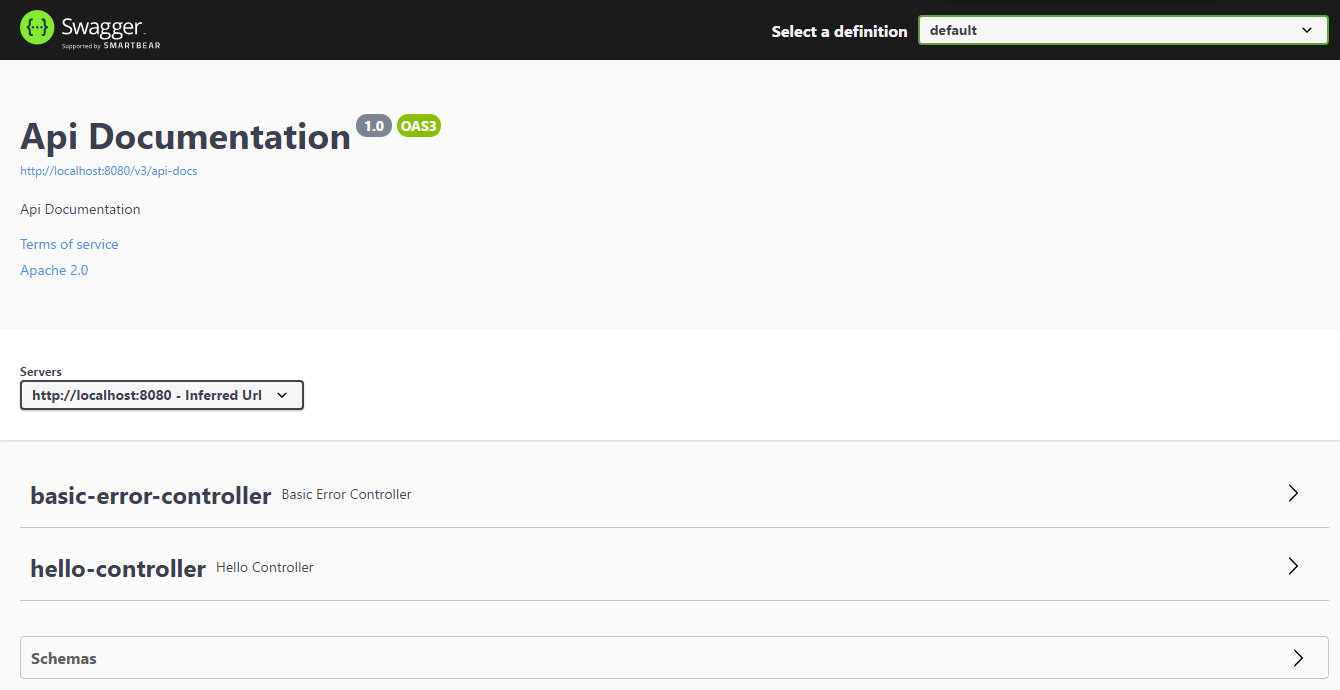 Swagger.
Supported by SMARTBEAR
Select a definition
default
Api Documentation 1.0 OAS3
http://localhost:8080/v3/api-docs
Api Documentation
Terms of service
Apache 2.0
Servers
http://localhost:8080 - Inferred Url
basic-error-controller Basic Error Controller
hello-controller Hello Controller
Schemas